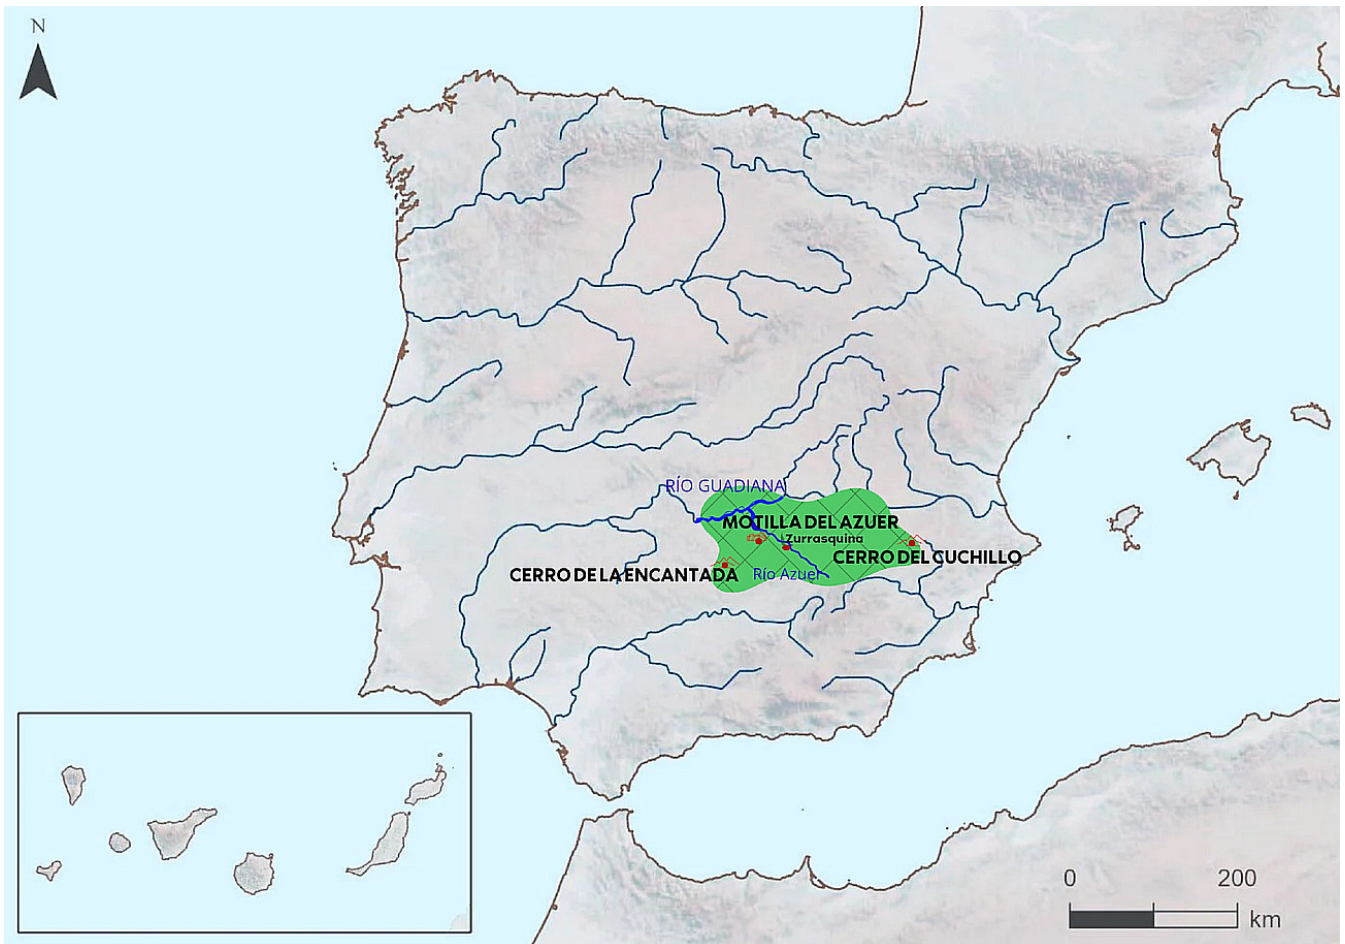 N
RÍO GUADIANA
MOTILLA DEL AZUER
Zurrasquina
CERRO DEL CUCHILLO
CERRO DE LA ENCANTADA
Río Azuer
0 200
km